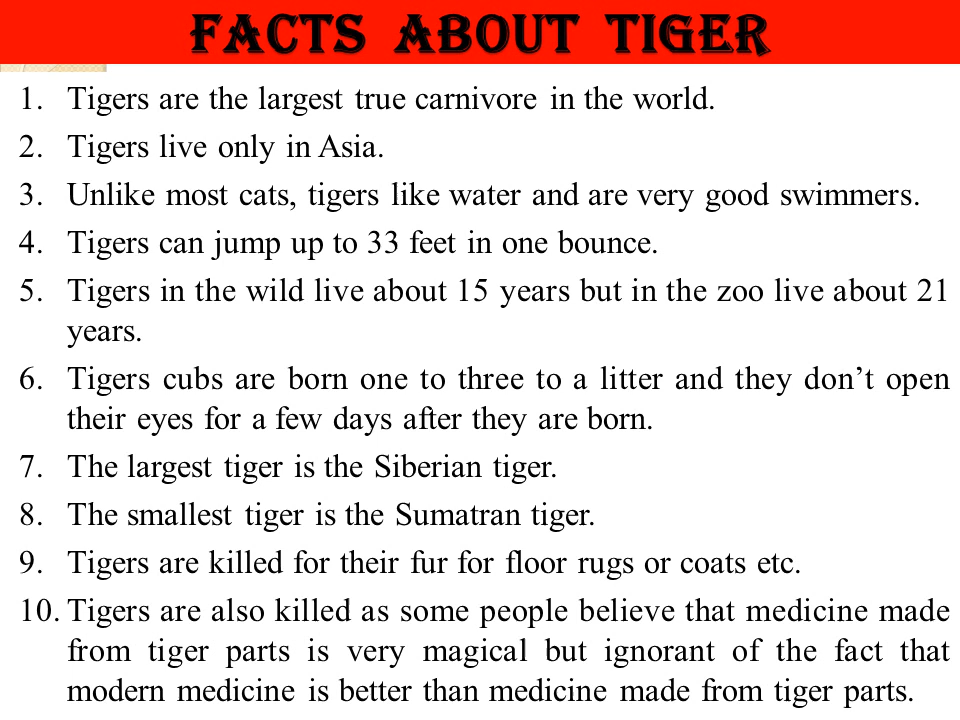 FACTS ABOUT TIGER
1. Tigers are the largest true carnivore in the world.
2. Tigers live only in Asia.
3. Unlike most cats, tigers like water and are very good swimmers.
4. Tigers can jump up to 33 feet in one bounce.
5. Tigers in the wild live about 15 years but in the zoo live about 21
years.
6. Tigers cubs are born one to three to a litter and they don’t open
their eyes for a few days after they are born.
7. The largest tiger is the Siberian tiger.
8. The smallest tiger is the Sumatran tiger.
9. Tigers are killed for their fur for floor rugs or coats etc.
10. Tigers are also killed as some people believe that medicine made
from tiger parts is very magical but ignorant of the fact that
modern medicine is better than medicine made from tiger parts.